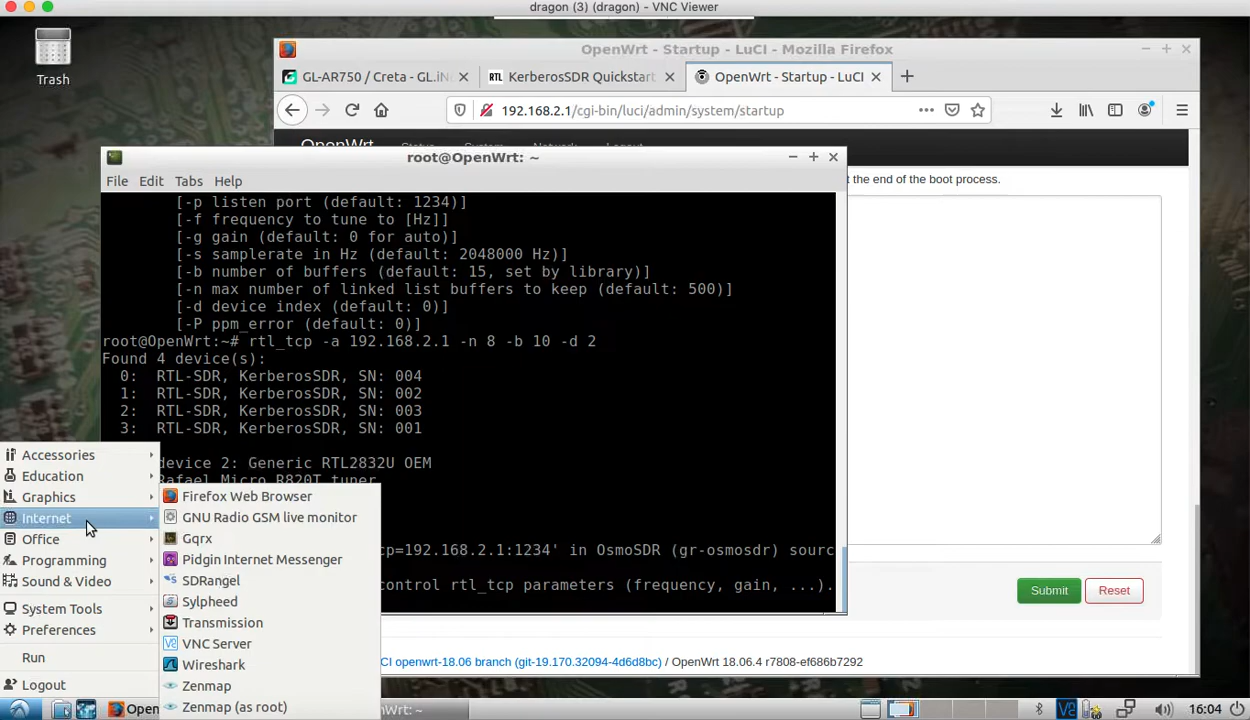 dragon (3) (dragon) - VNC Viewer
Trash
OpenWrt - Startup - LuCI - Mozilla Firefox
GL-AR750 / Creta - GL.iN
RTL KerberosSDR Quickstart
OpenWrt - Startup - LuCI
192.168.2.1/cgi-bin/luci/admin/system/startup
t the end of the boot process.
root@OpenWrt: ~
File Edit Tabs Help
[-p listen port (default: 1234)]
[-f frequency to tune to [Hz]]
[-g gain (default: 0 for auto)]
[-s samplerate in Hz (default: 2048000 Hz)]
[-b number of buffers (default: 15, set by library)]
[-n max number of linked list buffers to keep (default: 500)]
[-d device index (default: 0)]
[-P ppm_error (default: 0)]
root@OpenWrt:~# rtl_tcp -a 192.168.2.1 -n 8 -b 10 -d 2
Found 4 device(s):
0: RTL-SDR, KerberosSDR, SN: 004
1: RTL-SDR, KerberosSDR, SN: 002
2: RTL-SDR, KerberosSDR, SN: 003
3: RTL-SDR, KerberosSDR, SN: 001
device 2: Generic RTL2832U OEM
Rafael Micro R820T tuner
cp=192.168.2.1:1234' in OsmoSDR (gr-osmosdr) sourc
control rtl_tcp parameters (frequency, gain, ...).
Accessories
Education
Graphics
Internet
Office
Programming
Sound & Video
System Tools
Preferences
Run
Logout
Firefox Web Browser
GNU Radio GSM live monitor
Gqrx
Pidgin Internet Messenger
SDRangel
Sylpheed
Transmission
VNC Server
Wireshark
Zenmap
Zenmap (as root)
Submit
Reset
CI openwrt-18.06 branch (git-19.170.32094-4d6d8bc) / OpenWrt 18.06.4 r7808-ef686b7292
Open
Wrt: ~
16:04